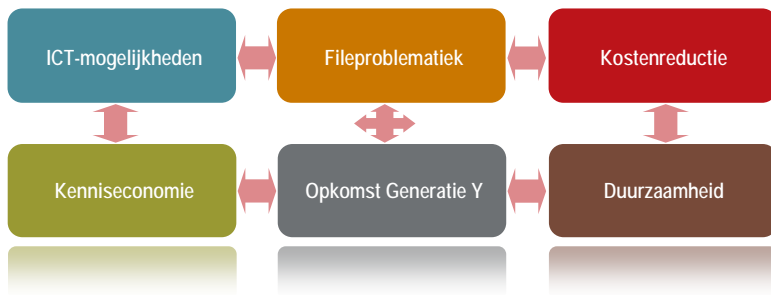 ICT-mogelijkheden
Fileproblematiek
Kostenreductie
Kenniseconomie
Opkomst Generatie Y
Duurzaamheid